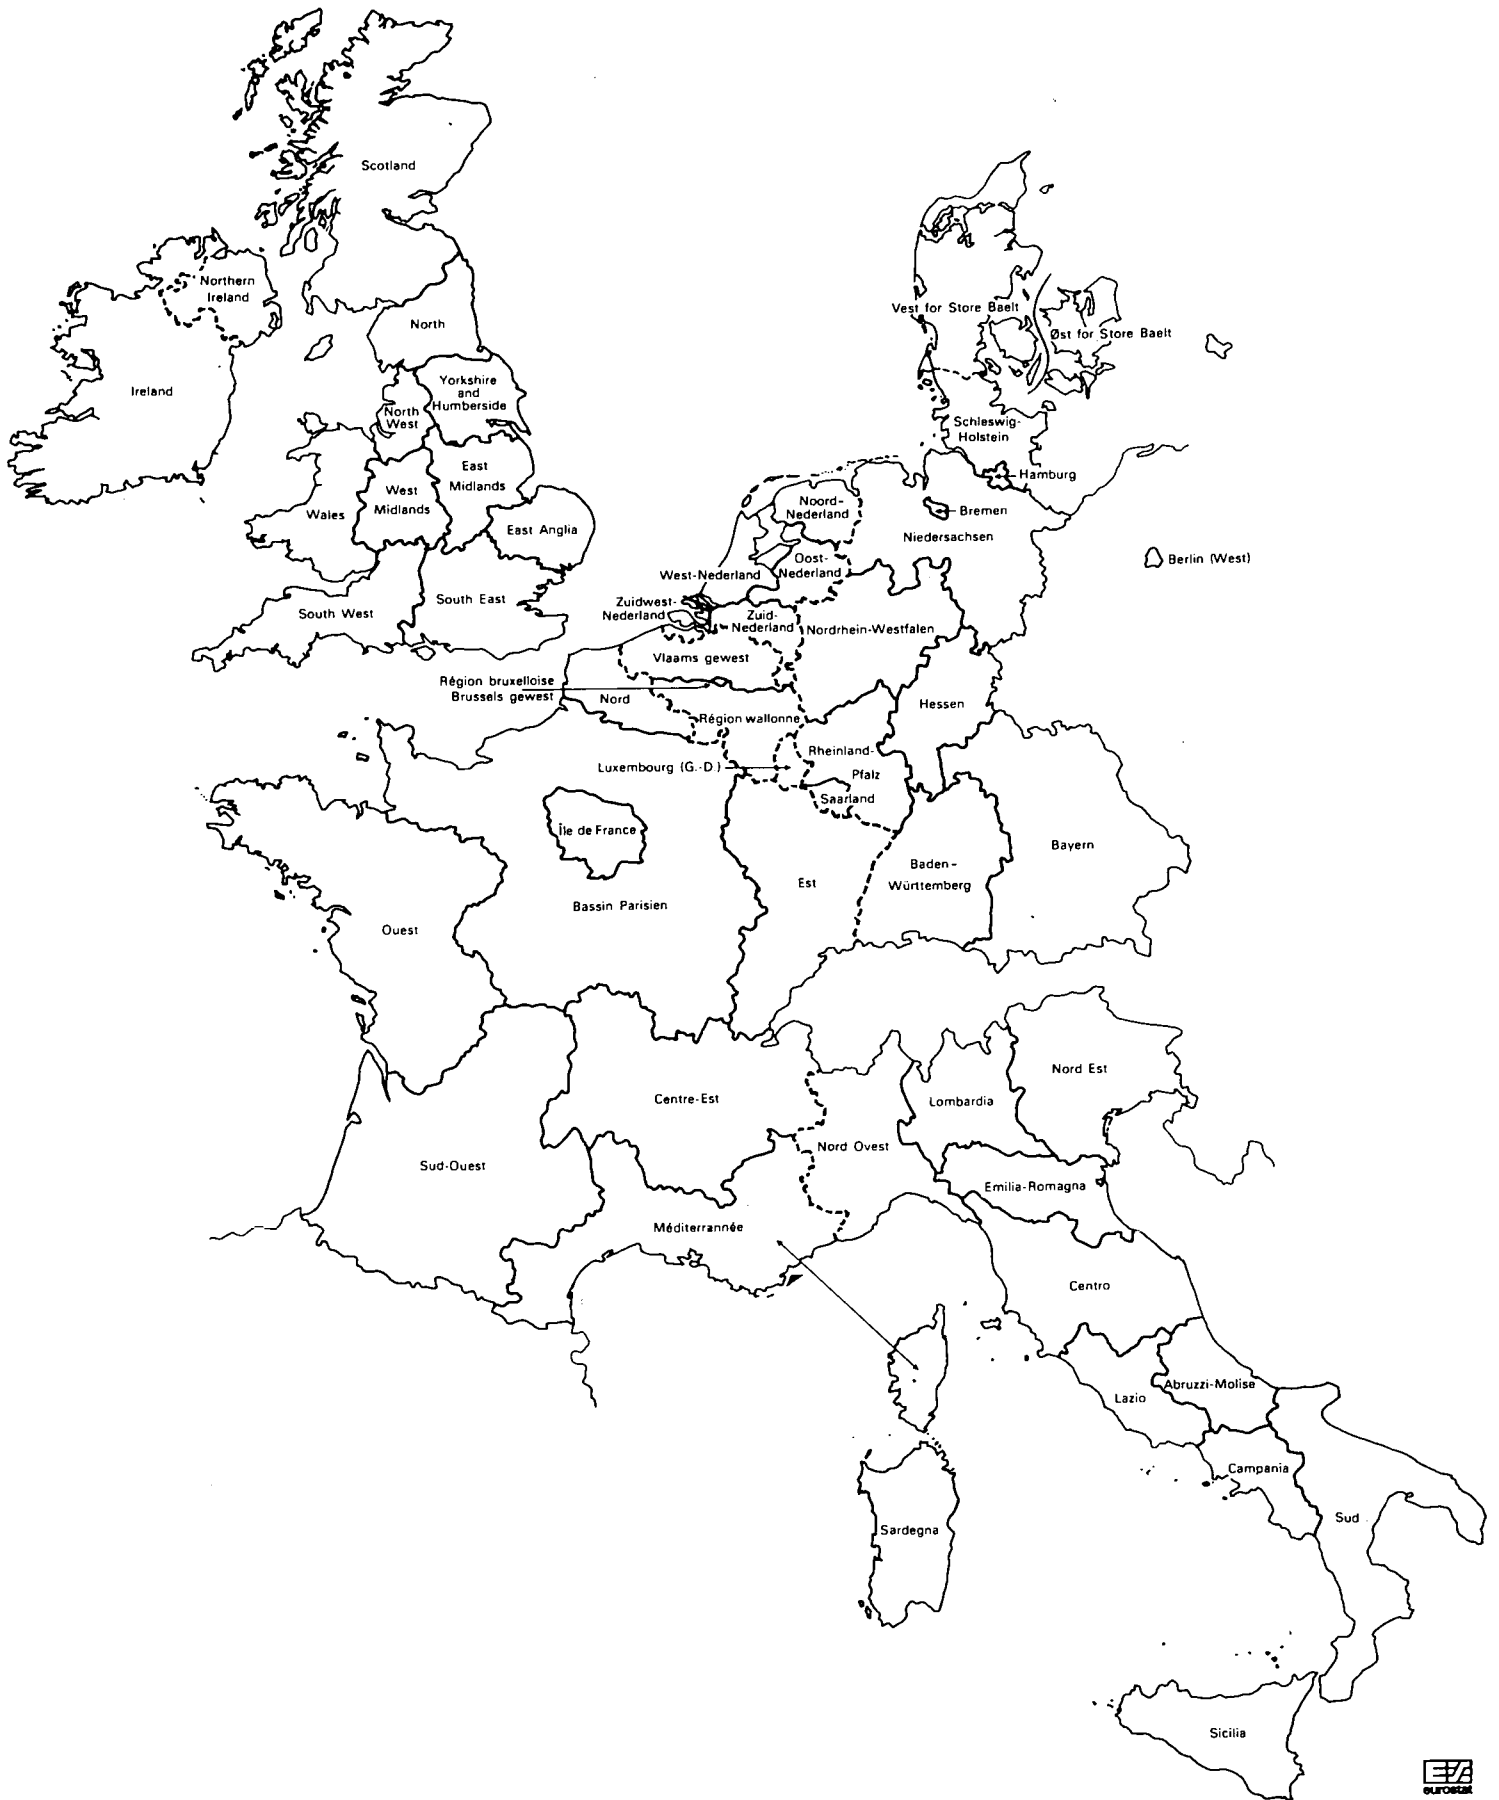 Scotland
Northern
Ireland
North
Vest for Store Baelt
Øst for Store Baelt
Ireland
Yorkshire
and
Humberside
North
West
Schleswig-
Holstein
East
Midlands
Hamburg
West
Midlands
Noord-
Nederland
Bremen
Wales
East Anglia
Niedersachsen
Oost-
Nederland
Berlin (West)
West-Nederland
South East
Zuidwest-
Nederland
South West
Zuid-
Nederland
Nordrhein-Westfalen
Vlaams gewest
Région bruxelloise
Brussels gewest
Nord
Hessen
Région wallonne
Rheinland-
Pfalz
Luxembourg (G.-D.)
Saarland
Île de France
Bayern
Baden-
Württemberg
Est
Bassin Parisien
Ouest
Nord Est
Centre-Est
Lombardia
Nord Ovest
Sud-Ouest
Emilia-Romagna
Méditerrannée
Centro
Abruzzi-Molise
Lazio
Campania
Sud
Sardegna
Sicilia
eurostat